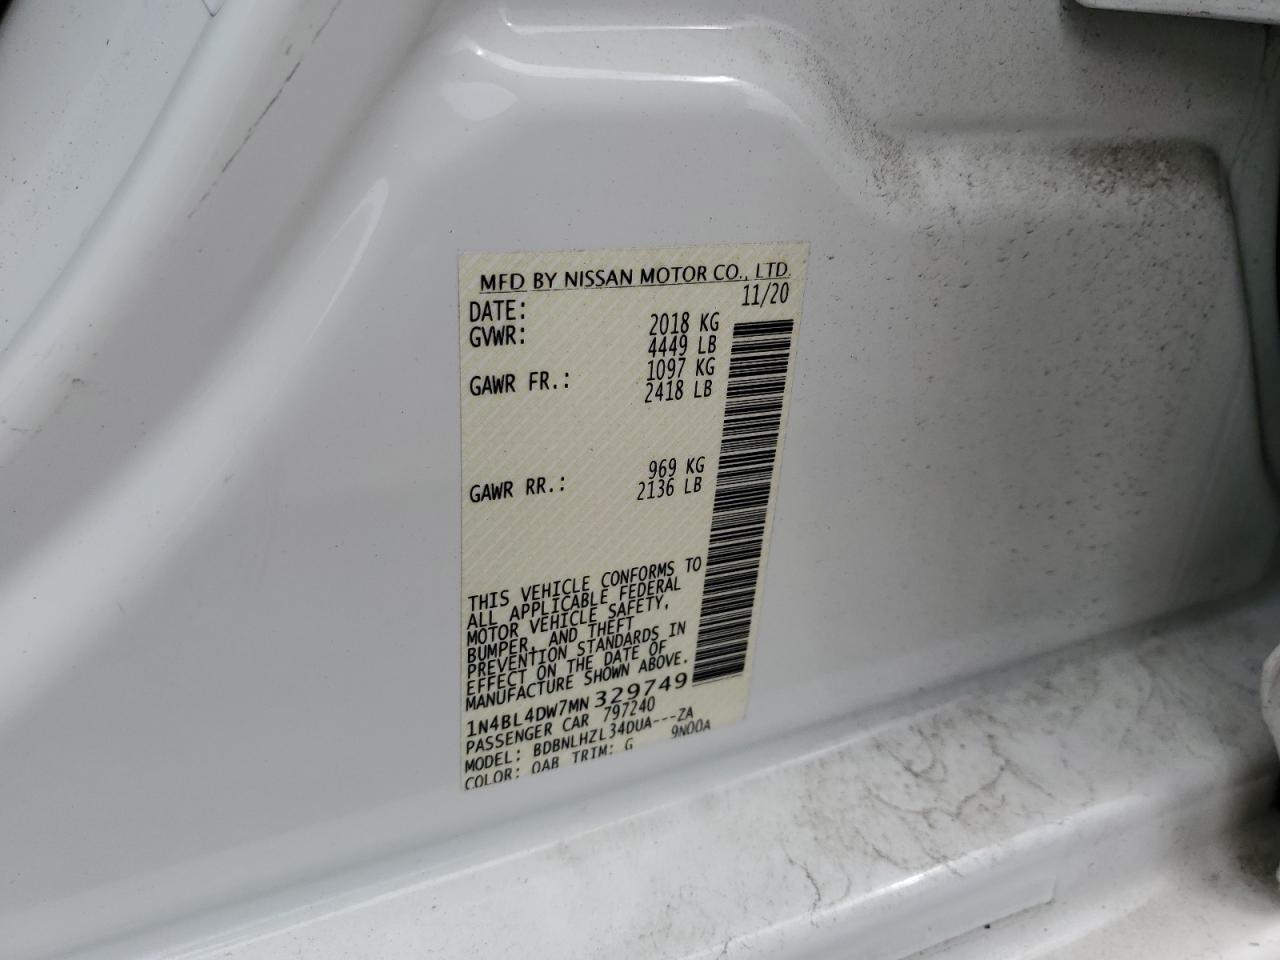 MFD BY NISSAN MOTOR CO., LTD.
DATE: 11/20
GVWR: 2018 KG
4449 LB
GAWR FR.: 1097 KG
2418 LB
GAWR RR.: 969 KG
2136 LB
THIS VEHICLE CONFORMS TO
ALL APPLICABLE FEDERAL
MOTOR VEHICLE SAFETY,
BUMPER, AND THEFT
PREVENTION STANDARDS IN
EFFECT ON THE DATE OF
MANUFACTURE SHOWN ABOVE.
1N4BL4DW7MN329749
PASSENGER CAR 797240
MODEL: BDBNLHZL34DUA---ZA
COLOR: QAB TRIM: G 9N00A